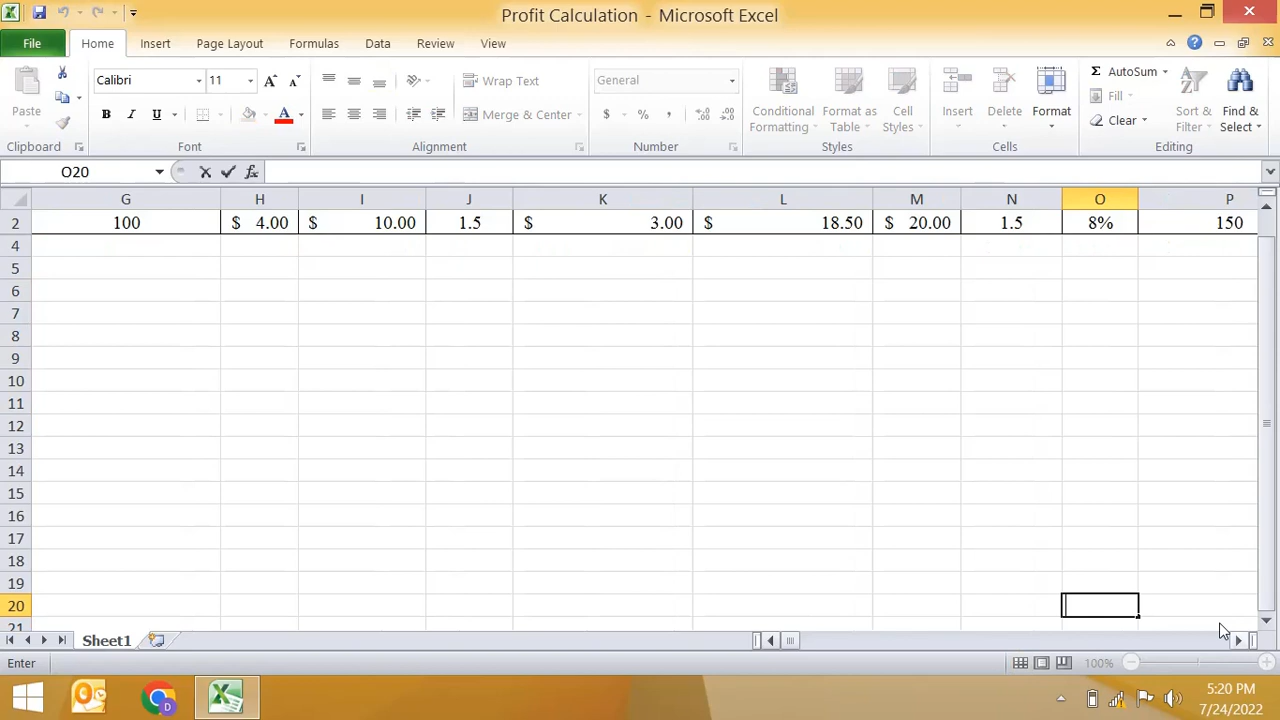 Profit Calculation - Microsoft Excel
File Home Insert Page Layout Formulas Data Review View
Calibri 11 Wrap Text General AutoSum
Paste Merge & Center Conditional Formatting Format as Table Cell Styles Insert Delete Format Fill Sort & Filter Find & Select
Clear
Clipboard Font Alignment Number Styles Cells Editing
O20
G H I J K L M N O P
2 100 $ 4.00 $ 10.00 1.5 $ 3.00 $ 18.50 $ 20.00 1.5 8% 150
4
5
6
7
8
9
10
11
12
13
14
15
16
17
18
19
20
21
Sheet1
Enter 100%
5:20 PM
7/24/2022